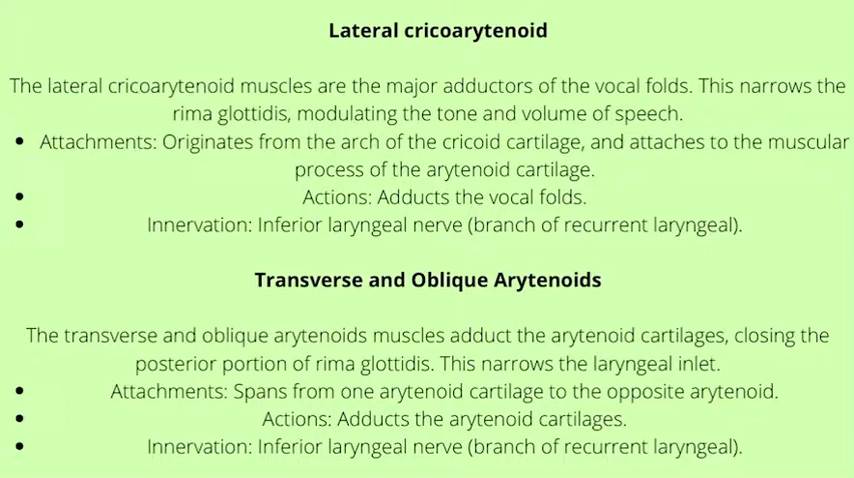 Lateral cricoarytenoid
The lateral cricoarytenoid muscles are the major adductors of the vocal folds. This narrows the
rima glottidis, modulating the tone and volume of speech.
• Attachments: Originates from the arch of the cricoid cartilage, and attaches to the muscular
process of the arytenoid cartilage.
• Actions: Adducts the vocal folds.
• Innervation: Inferior laryngeal nerve (branch of recurrent laryngeal).
Transverse and Oblique Arytenoids
The transverse and oblique arytenoids muscles adduct the arytenoid cartilages, closing the
posterior portion of rima glottidis. This narrows the laryngeal inlet.
• Attachments: Spans from one arytenoid cartilage to the opposite arytenoid.
• Actions: Adducts the arytenoid cartilages.
• Innervation: Inferior laryngeal nerve (branch of recurrent laryngeal).